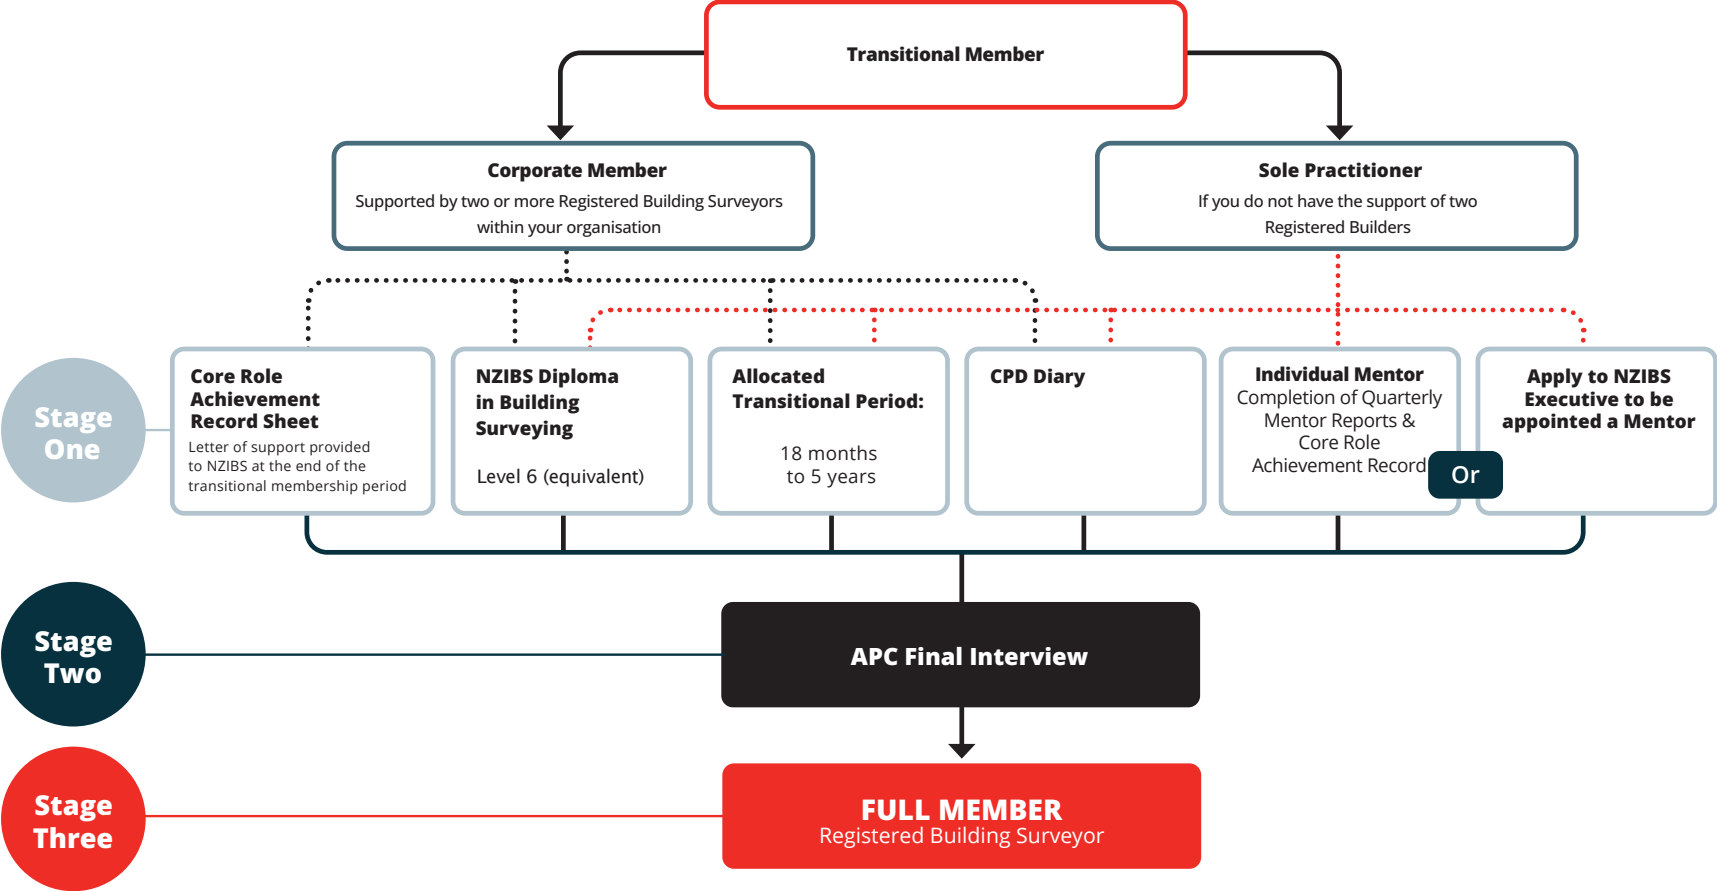 Transitional Member
Corporate Member
Supported by two or more Registered Building Surveyors
within your organisation
Sole Practitioner
If you do not have the support of two
Registered Builders
Stage
One
Core Role
Achievement
Record Sheet
Letter of support provided
to NZIBS at the end of the
transitional membership period
NZIBS Diploma
in Building
Surveying
Level 6 (equivalent)
Allocated
Transitional Period:
18 months
to 5 years
CPD Diary
Individual Mentor
Completion of Quarterly
Mentor Reports &
Core Role
Achievement Record
Or
Apply to NZIBS
Executive to be
appointed a Mentor
Stage
Two
APC Final Interview
Stage
Three
FULL MEMBER
Registered Building Surveyor